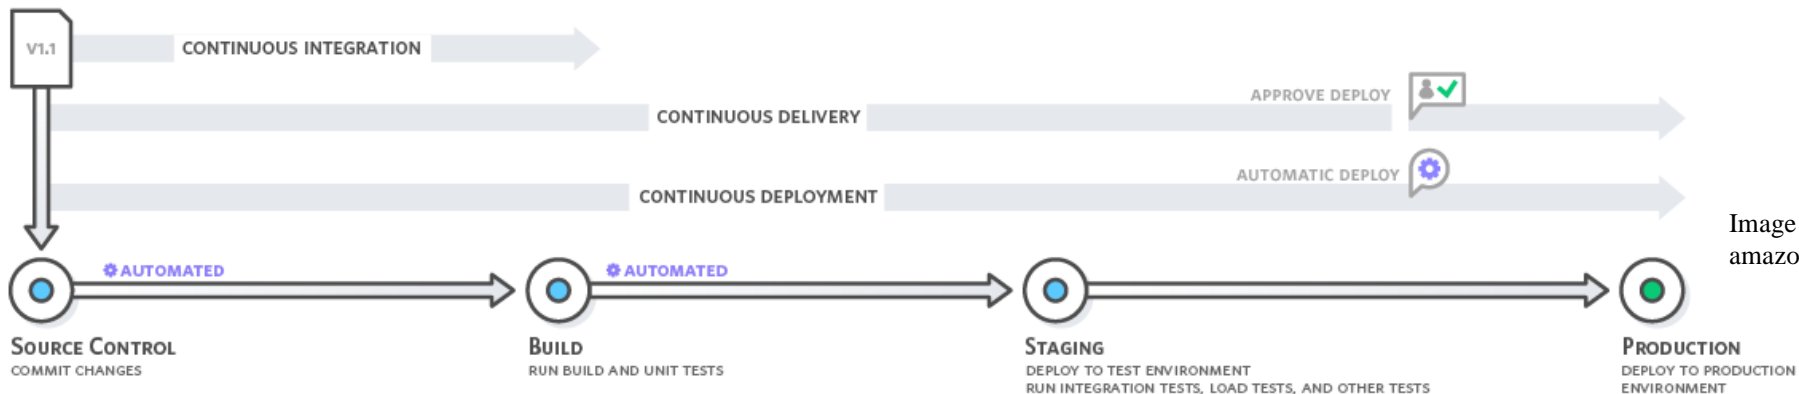 V1.1
CONTINUOUS INTEGRATION
APPROVE DEPLOY
CONTINUOUS DELIVERY
AUTOMATIC DEPLOY
CONTINUOUS DEPLOYMENT
Image
amazo
AUTOMATED
AUTOMATED
SOURCE CONTROL
COMMIT CHANGES
BUILD
RUN BUILD AND UNIT TESTS
STAGING
DEPLOY TO TEST ENVIRONMENT
RUN INTEGRATION TESTS, LOAD TESTS, AND OTHER TESTS
PRODUCTION
DEPLOY TO PRODUCTION
ENVIRONMENT